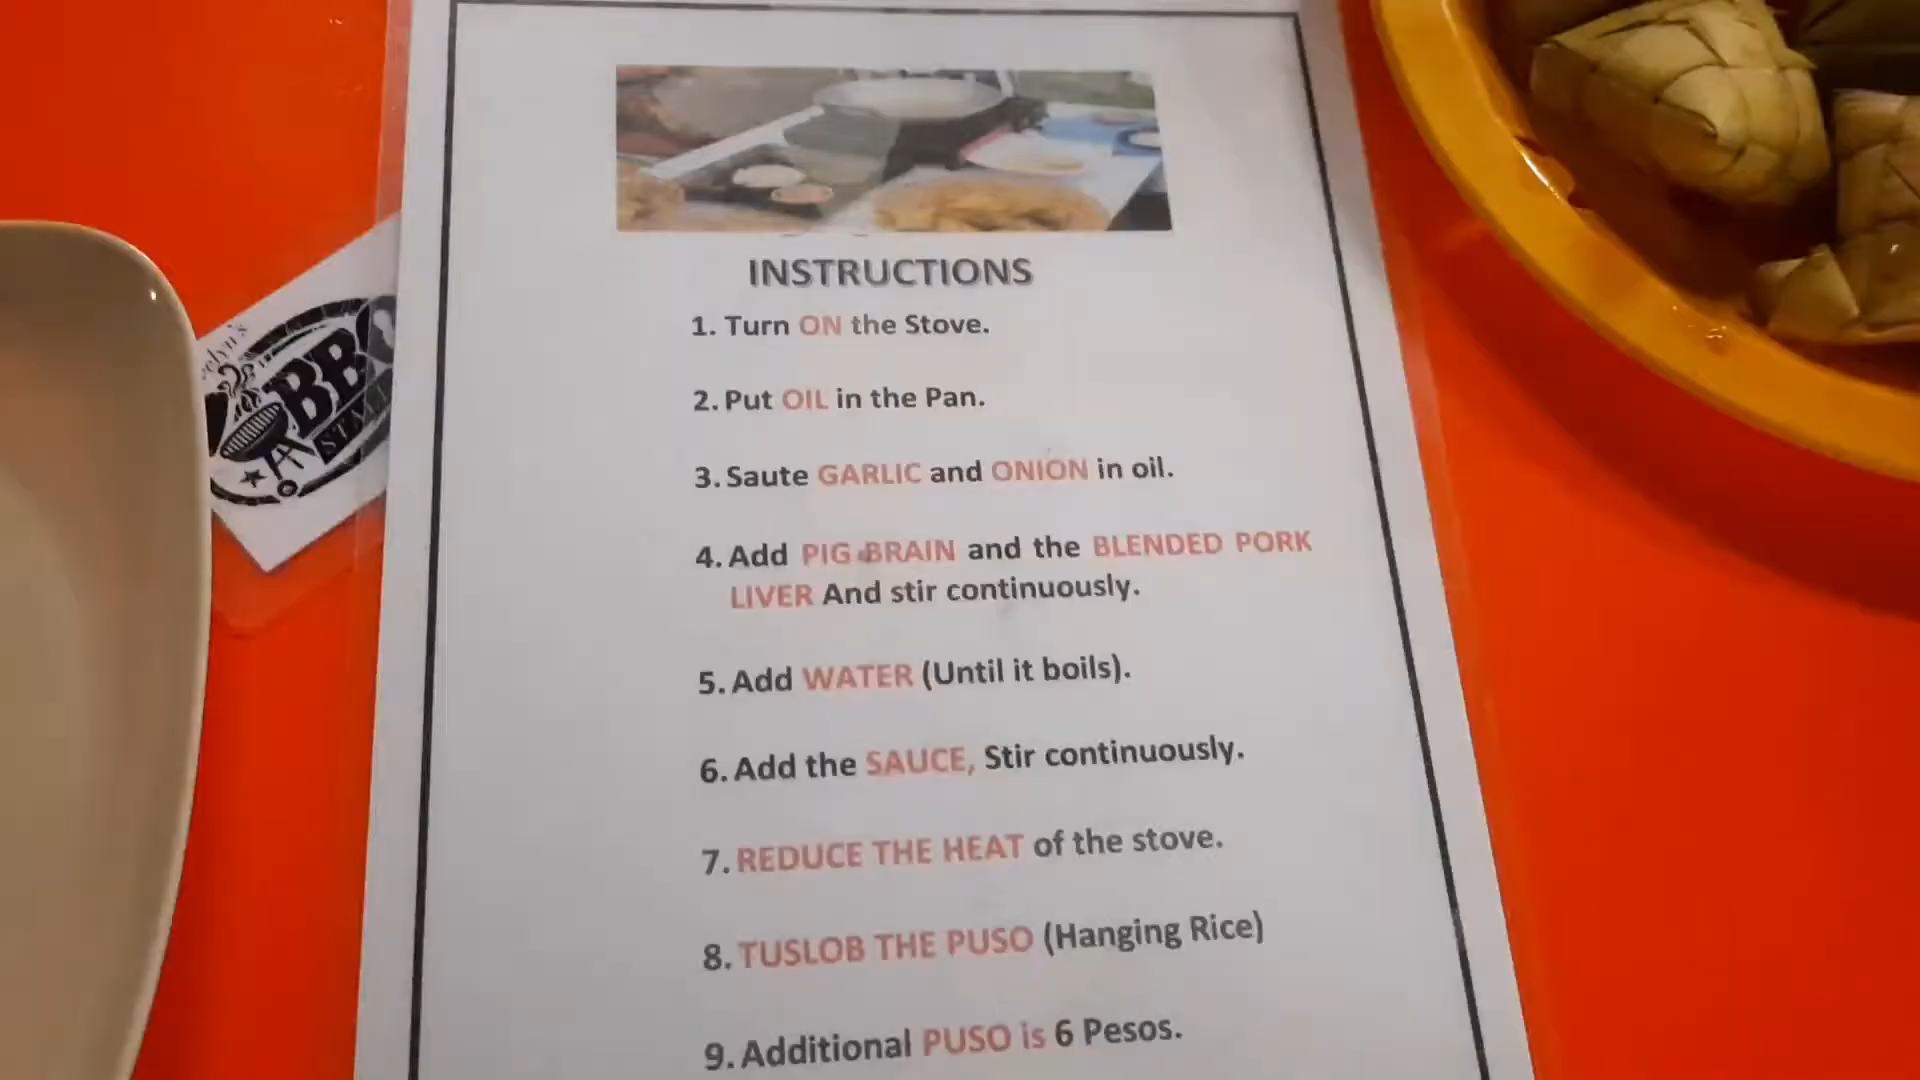 INSTRUCTIONS
1. Turn ON the Stove.
2. Put OIL in the Pan.
3. Saute GARLIC and ONION in oil.
4. Add PIG BRAIN and the BLENDED PORK
LIVER And stir continuously.
5. Add WATER (Until it boils).
6. Add the SAUCE, Stir continuously.
7. REDUCE THE HEAT of the stove.
8. TUSLOB THE PUSO (Hanging Rice)
9. Additional PUSO is 6 Pesos.
BBQ